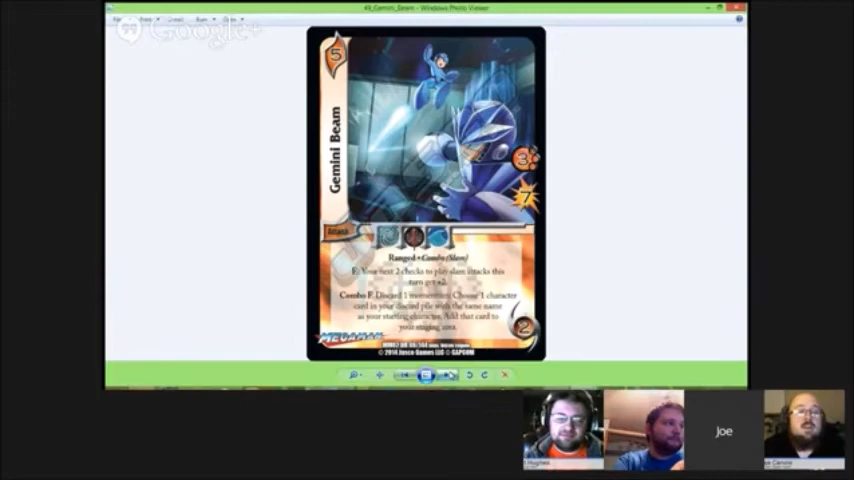 49_Gemini_Beam - Windows Photo Viewer
Google+
5
Gemini Beam
3
7
Attack
Ranged • Combo (Slam)
E: Your next 2 checks to play slam attacks this
turn get +2.
Combo F Discard 1 momentum: Choose 1 character
card in your discard pile with the same name
as your starting character. Add that card to
your staging area.
2
MEGAMAN
© 2014 Jasco Games LLC © CAPCOM
Hughes
Joe